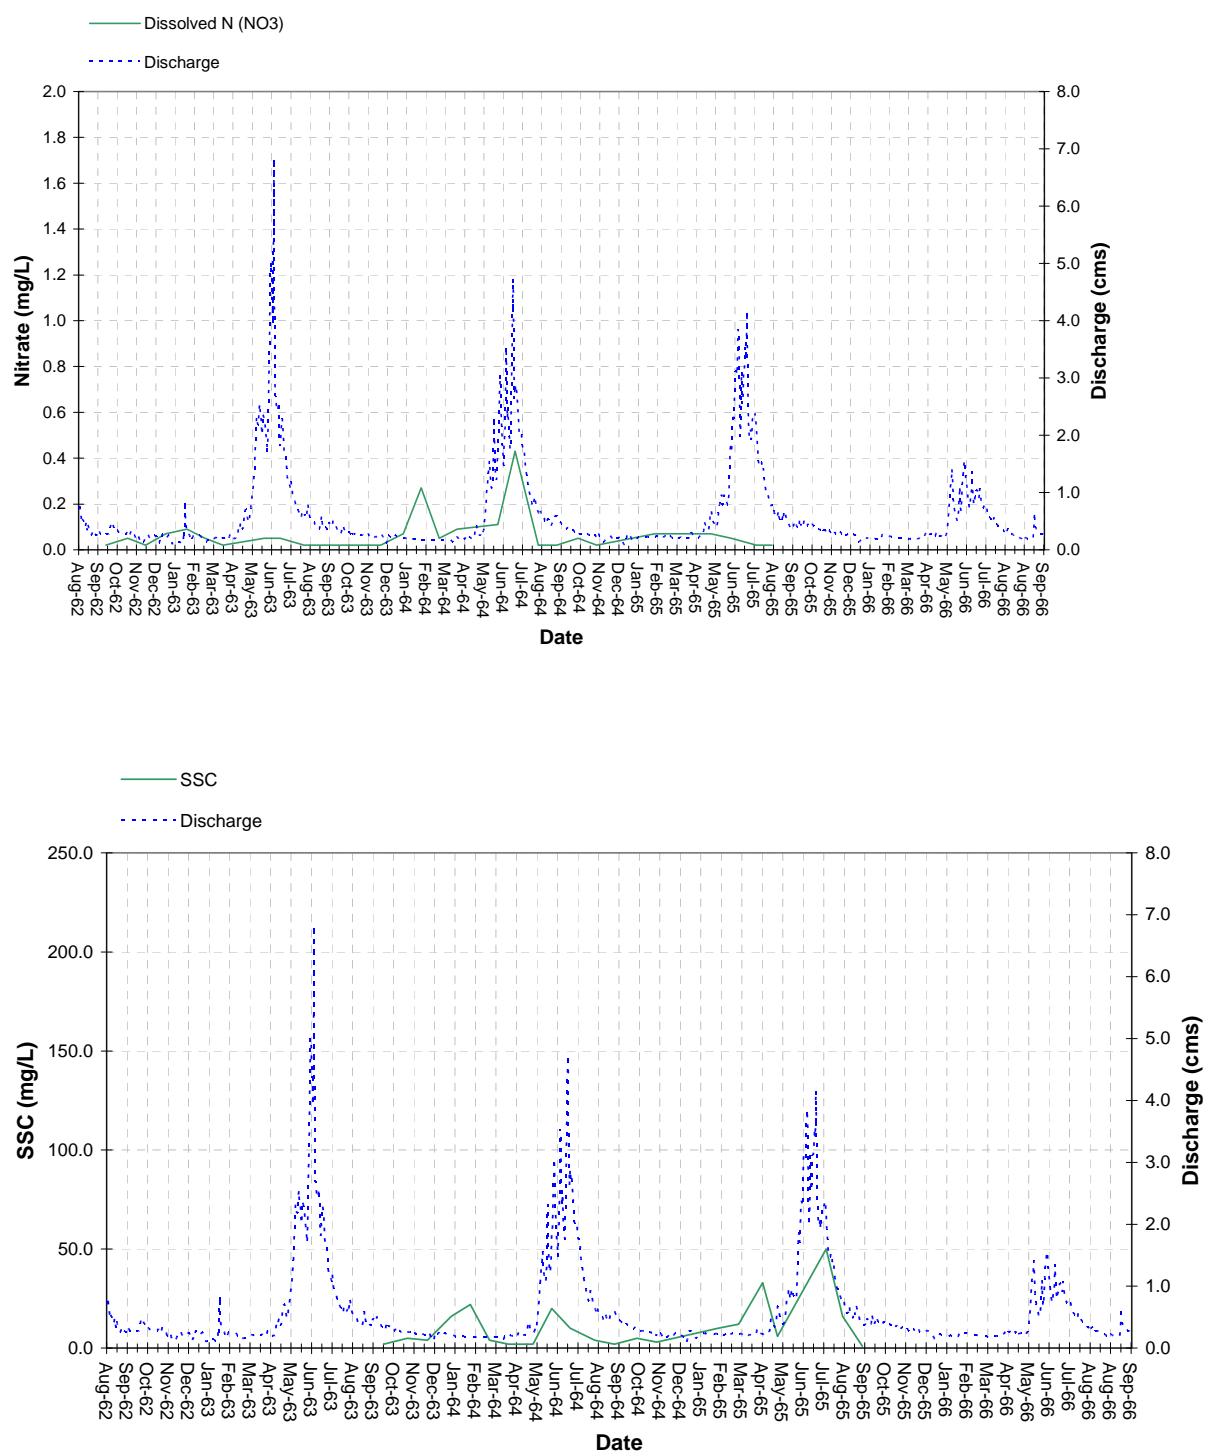 Dissolved N (NO3)
Discharge
2.0
1.8
1.6
1.4
1.2
1.0
0.8
0.6
0.4
0.2
0.0
Nitrate (mg/L)
8.0
7.0
6.0
5.0
4.0
3.0
2.0
1.0
0.0
Discharge (cms)
Aug-62
Sep-62
Oct-62
Nov-62
Dec-62
Jan-63
Feb-63
Mar-63
Apr-63
May-63
Jun-63
Jul-63
Aug-63
Sep-63
Oct-63
Nov-63
Dec-63
Jan-64
Feb-64
Mar-64
Apr-64
May-64
Jun-64
Jul-64
Aug-64
Sep-64
Oct-64
Nov-64
Dec-64
Jan-65
Feb-65
Mar-65
Apr-65
May-65
Jun-65
Jul-65
Aug-65
Sep-65
Oct-65
Nov-65
Dec-65
Jan-66
Feb-66
Mar-66
Apr-66
May-66
Jun-66
Jul-66
Aug-66
Aug-66
Sep-66
Date
SSC
Discharge
250.0
200.0
150.0
100.0
50.0
0.0
SSC (mg/L)
8.0
7.0
6.0
5.0
4.0
3.0
2.0
1.0
0.0
Discharge (cms)
Aug-62
Sep-62
Oct-62
Nov-62
Dec-62
Jan-63
Feb-63
Mar-63
Apr-63
May-63
Jun-63
Jul-63
Aug-63
Sep-63
Oct-63
Nov-63
Dec-63
Jan-64
Feb-64
Mar-64
Apr-64
May-64
Jun-64
Jul-64
Aug-64
Sep-64
Oct-64
Nov-64
Dec-64
Jan-65
Feb-65
Mar-65
Apr-65
May-65
Jun-65
Jul-65
Aug-65
Sep-65
Oct-65
Nov-65
Dec-65
Jan-66
Feb-66
Mar-66
Apr-66
May-66
Jun-66
Jul-66
Aug-66
Aug-66
Sep-66
Date